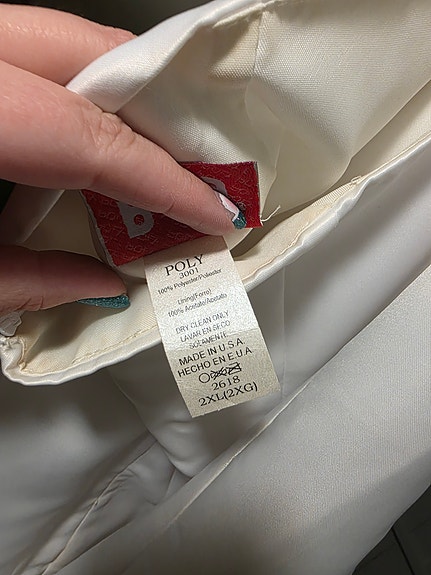 POLY
3001
100% Polyester/Poliester
Lining(Forro)
100% Acetate/Acetato
DRY CLEAN ONLY
LAVAR EN SECO
SOLAMENTE
MADE IN U.S.A
HECHO EN E U A
2618
2XL(2XG)